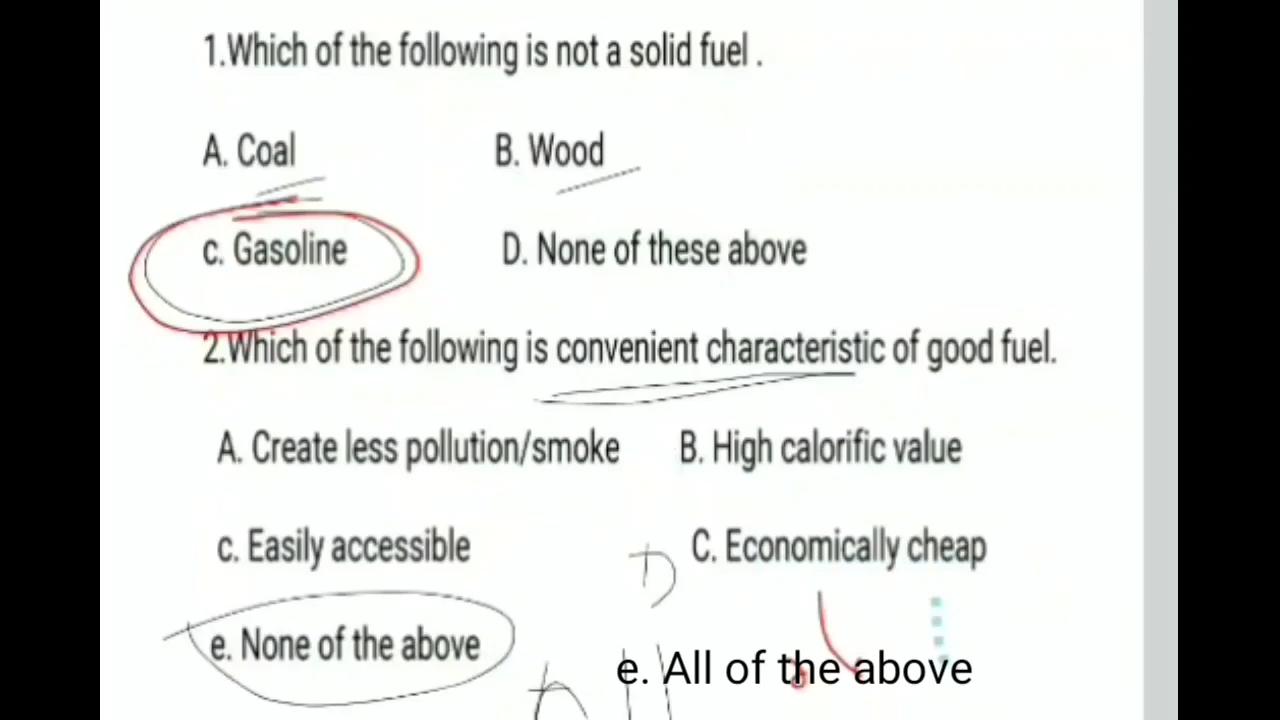 1.Which of the following is not a solid fuel .
A. Coal B. Wood
c. Gasoline D. None of these above
2.Which of the following is convenient characteristic of good fuel.
A. Create less pollution/smoke B. High calorific value
c. Easily accessible D C. Economically cheap
e. None of the above e. All of the above